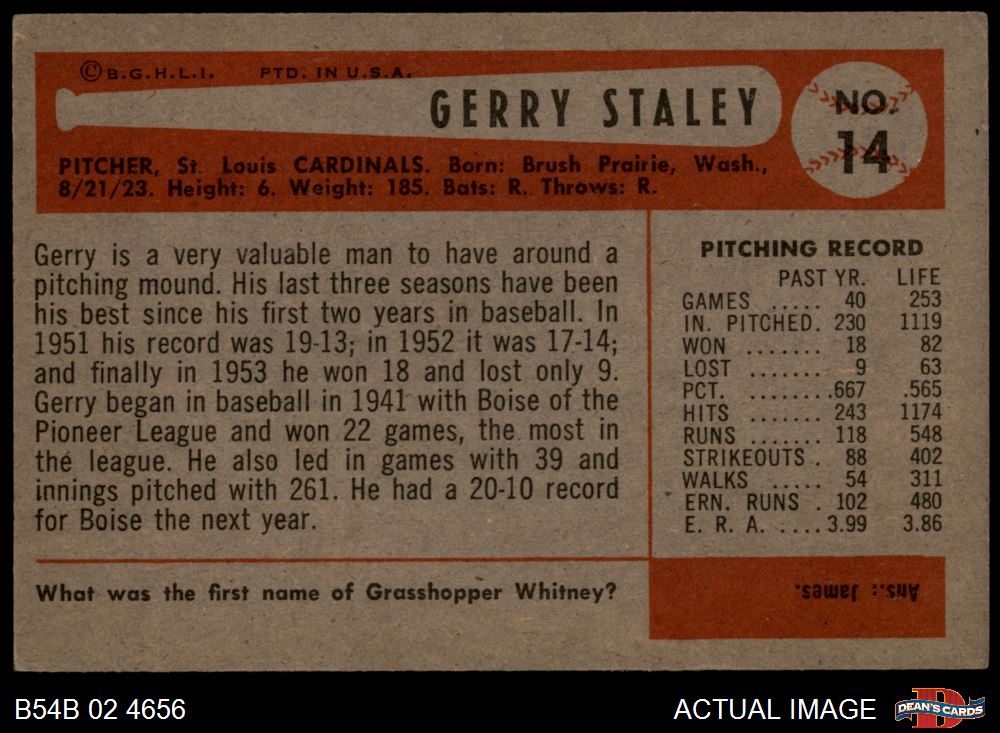 ©B.G.H.L.I. PTD. IN U.S.A.
GERRY STALEY
NO.
14
PITCHER, St. Louis CARDINALS. Born: Brush Prairie, Wash.,
8/21/23. Height: 6. Weight: 185. Bats: R. Throws: R.
Gerry is a very valuable man to have around a
pitching mound. His last three seasons have been
his best since his first two years in baseball. In
1951 his record was 19-13; in 1952 it was 17-14;
and finally in 1953 he won 18 and lost only 9.
Gerry began in baseball in 1941 with Boise of the
Pioneer League and won 22 games, the most in
the league. He also led in games with 39 and
innings pitched with 261. He had a 20-10 record
for Boise the next year.
PITCHING RECORD
PAST YR. LIFE
GAMES ..... 40 253
IN. PITCHED. 230 1119
WON ....... 18 82
LOST ....... 9 63
PCT. .......667 .565
HITS ....... 243 1174
RUNS ....... 118 548
STRIKEOUTS . 88 402
WALKS ..... 54 311
ERN. RUNS . 102 480
E. R. A. ....3.99 3.86
What was the first name of Grasshopper Whitney?
Ans.: James.
B54B 02 4656
ACTUAL IMAGE
D
DEAN'S CARDS